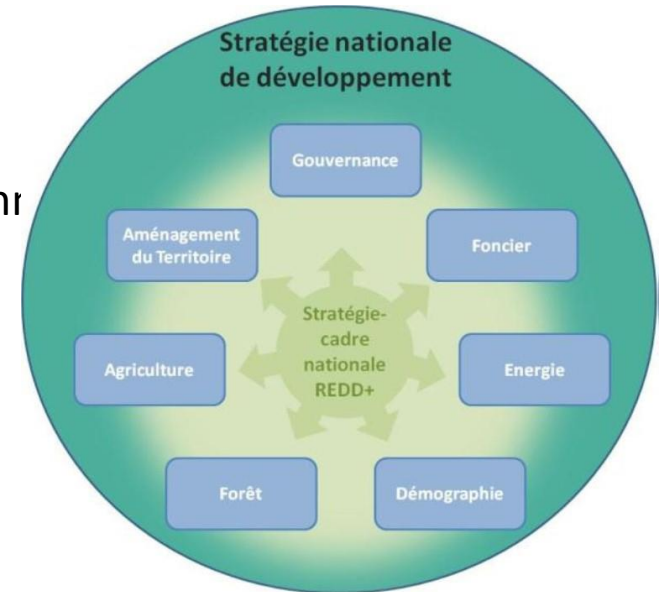 Stratégie nationale
de développement
Gouvernance
Aménagement
du Territoire
Foncier
Stratégie-
cadre
nationale
REDD+
Agriculture
Energie
Forêt
Démographie